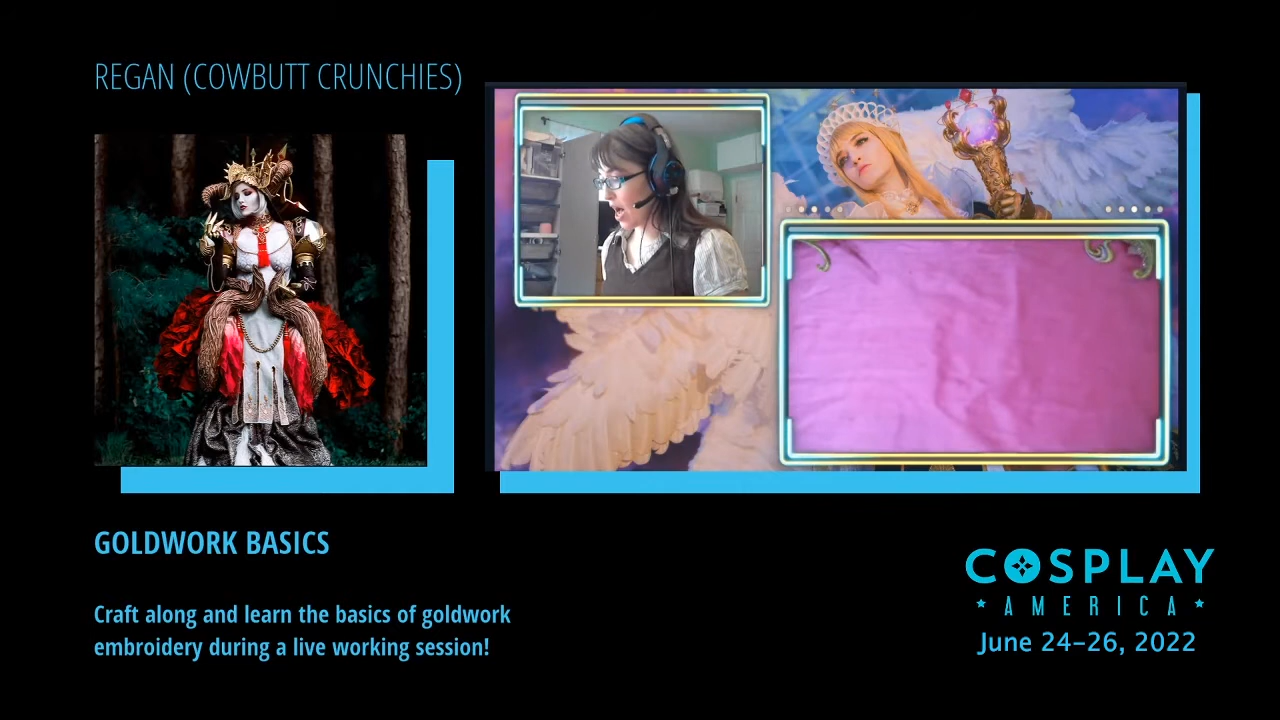 REGAN (COWBUTT CRUNCHIES)
GOLDWORK BASICS
Craft along and learn the basics of goldwork
embroidery during a live working session!
COSPLAY
AMERICA
June 24–26, 2022